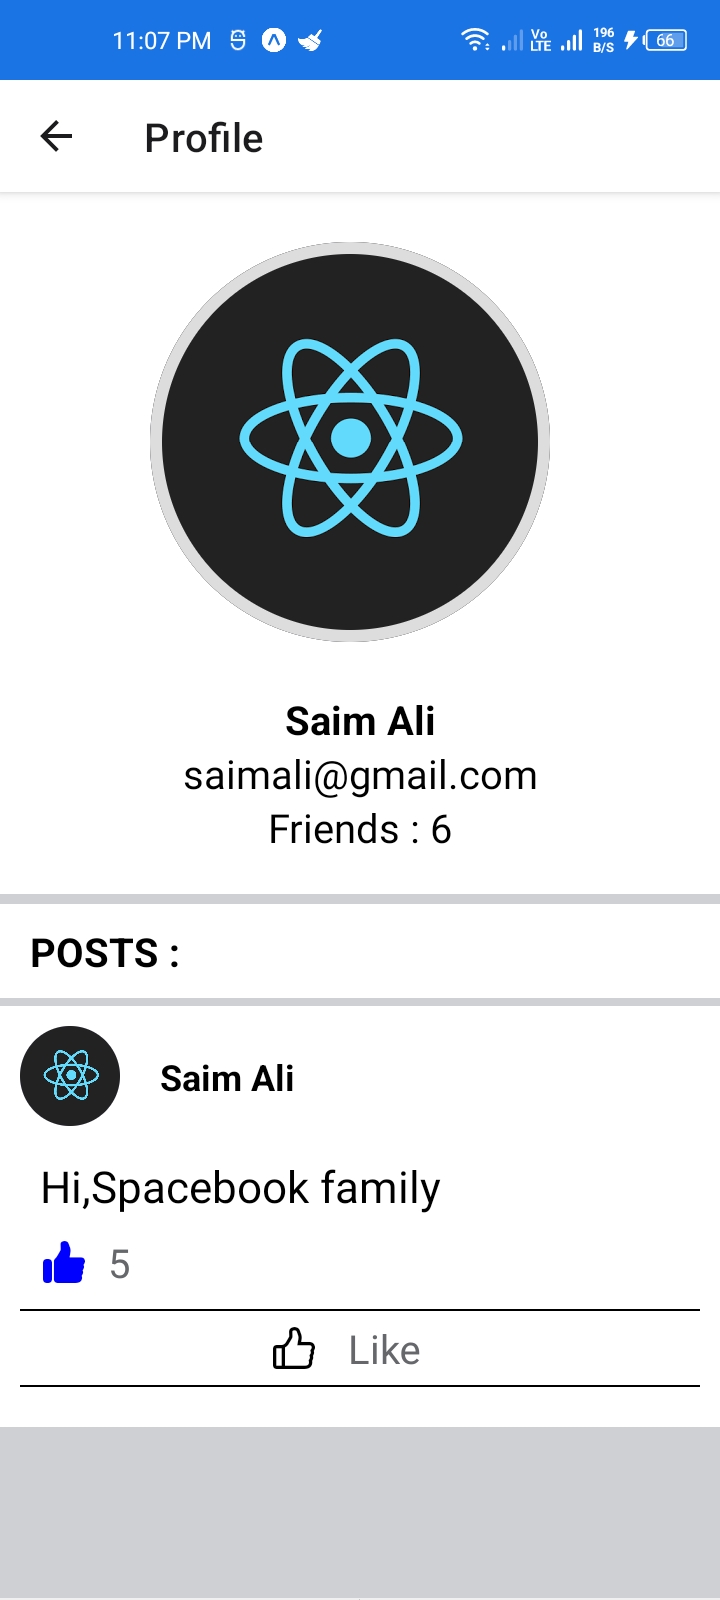 11:07 PM Vo LTE 196 B/S 66
Profile
Saim Ali
saimali@gmail.com
Friends : 6
POSTS :
Saim Ali
Hi,Spacebook family
5
Like